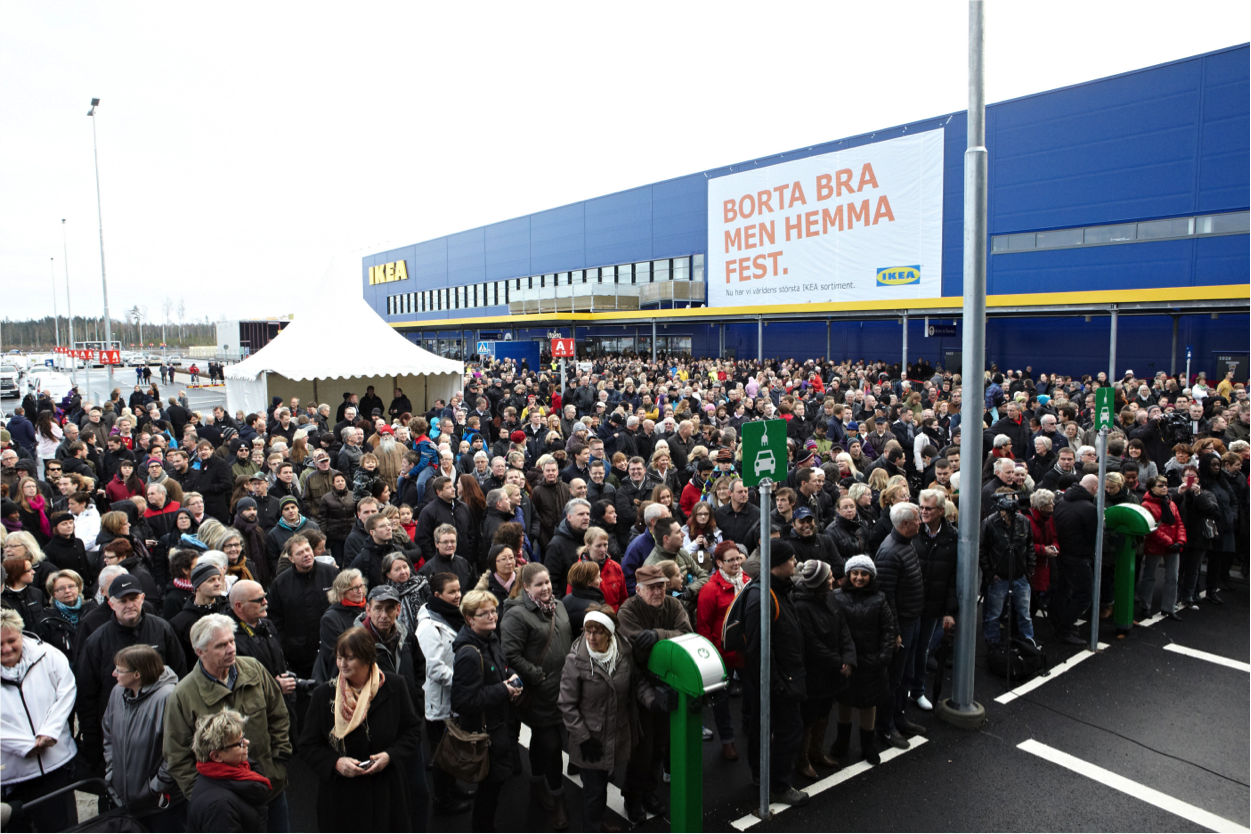 BORTA BRA
MEN HEMMA
FEST.
Nu har vi världens största IKEA sortiment.
IKEA
IKEA
A